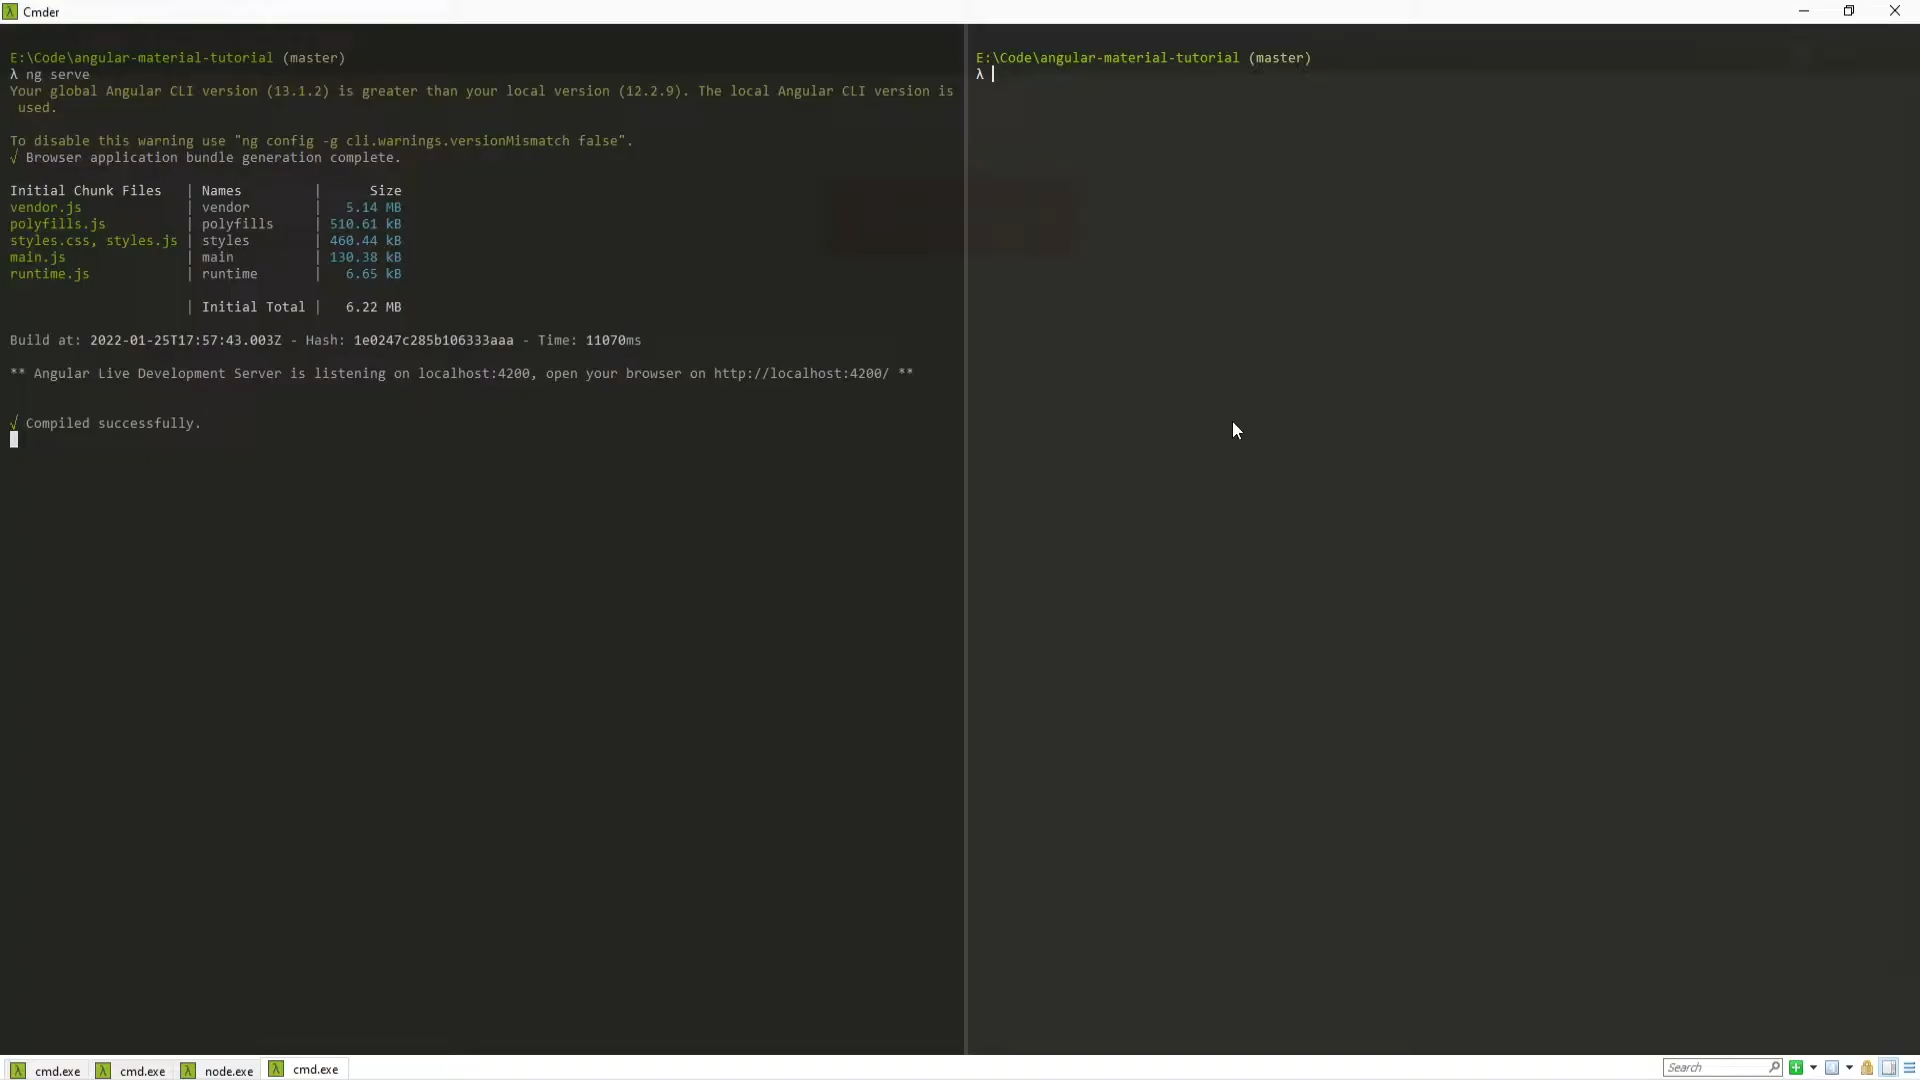 Cmder
E:\Code\angular-material-tutorial (master)
λ ng serve
Your global Angular CLI version (13.1.2) is greater than your local version (12.2.9). The local Angular CLI version is
used.
To disable this warning use "ng config -g cli.warnings.versionMismatch false".
√ Browser application bundle generation complete.
Initial Chunk Files | Names | Size
vendor.js | vendor | 5.14 MB
polyfills.js | polyfills | 510.61 kB
styles.css, styles.js | styles | 460.44 kB
main.js | main | 130.38 kB
runtime.js | runtime | 6.65 kB
| Initial Total | 6.22 MB
Build at: 2022-01-25T17:57:43.003Z - Hash: 1e0247c285b106333aaa - Time: 11070ms
** Angular Live Development Server is listening on localhost:4200, open your browser on http://localhost:4200/ **
√ Compiled successfully.
E:\Code\angular-material-tutorial (master)
λ
cmd.exe
cmd.exe
node.exe
cmd.exe
Search